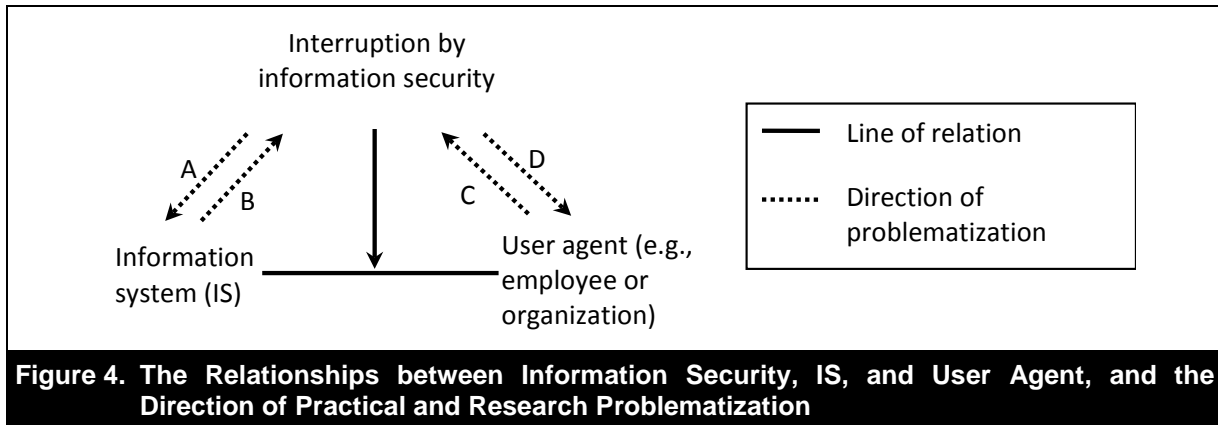 Interruption by
information security
Line of relation
A
D
B
C
Direction of
problematization
Information
system (IS)
User agent (e.g.,
employee or
organization)
Figure 4. The Relationships between Information Security, IS, and User Agent, and the
Direction of Practical and Research Problematization